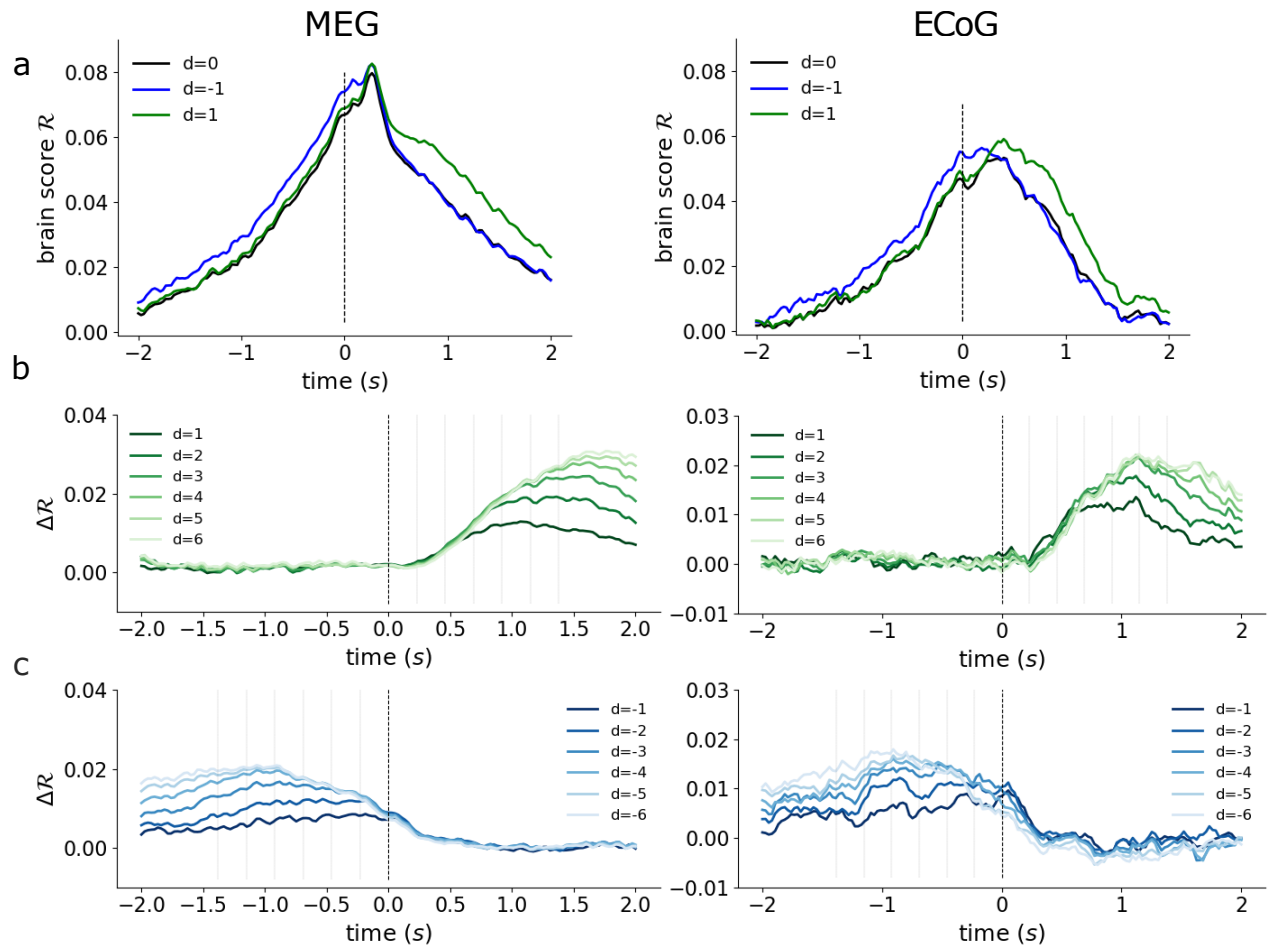 MEG
ECoG
a
d=0
d=-1
d=1
brain score R
0.08
0.06
0.04
0.02
0.00
−2
−1
0
1
2
time (s)
d=0
d=-1
d=1
brain score R
0.08
0.06
0.04
0.02
0.00
−2
−1
0
1
2
time (s)
b
d=1
d=2
d=3
d=4
d=5
d=6
ΔR
0.04
0.02
0.00
−2.0
−1.5
−1.0
−0.5
0.0
0.5
1.0
1.5
2.0
time (s)
d=1
d=2
d=3
d=4
d=5
d=6
0.03
0.02
0.01
0.00
−0.01
−2
−1
0
1
2
time (s)
c
d=-1
d=-2
d=-3
d=-4
d=-5
d=-6
ΔR
0.04
0.02
0.00
−2.0
−1.5
−1.0
−0.5
0.0
0.5
1.0
1.5
2.0
time (s)
d=-1
d=-2
d=-3
d=-4
d=-5
d=-6
0.03
0.02
0.01
0.00
−0.01
−2
−1
0
1
2
time (s)